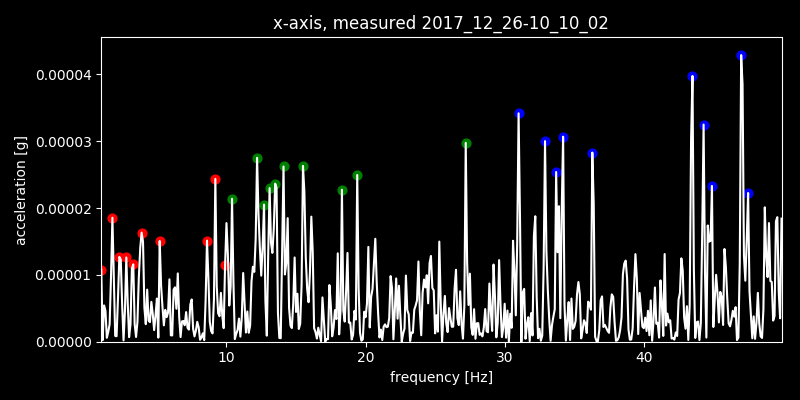 x-axis, measured 2017_12_26-10_10_02
acceleration [g]
0.00004
0.00003
0.00002
0.00001
0.00000
10 20 30 40
frequency [Hz]